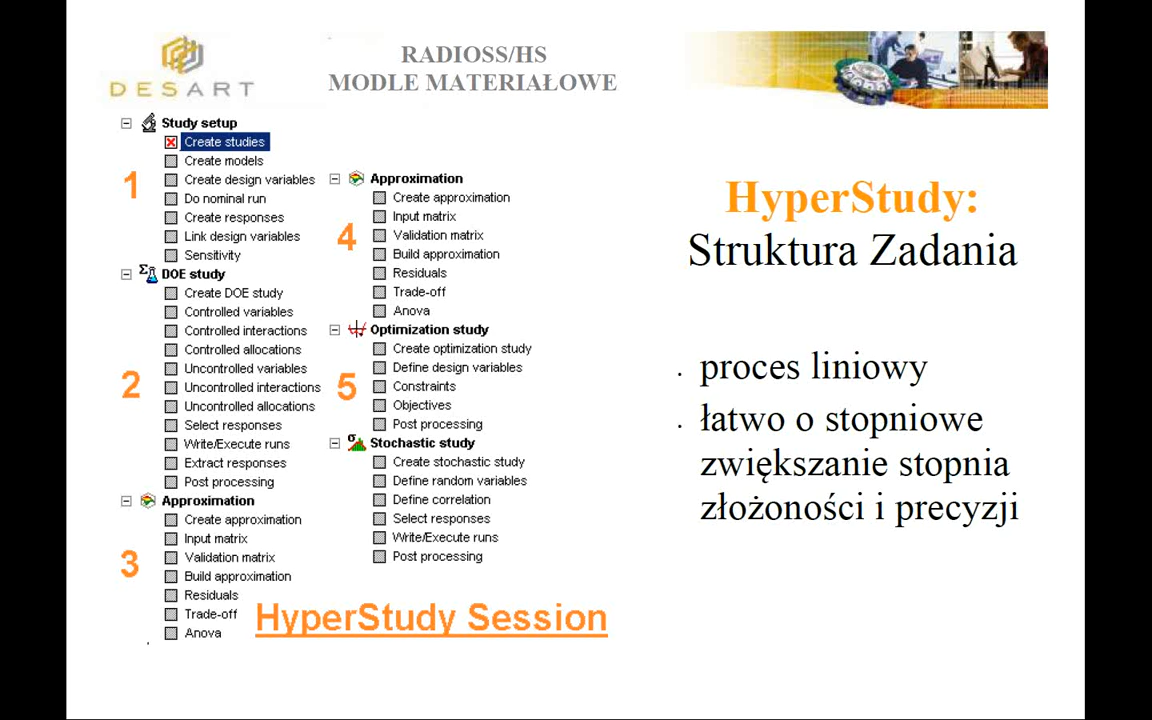 DESART
RADIOSS/HS
MODLE MATERIAŁOWE
Study setup
Create studies
Create models
1
Create design variables
Do nominal run
Create responses
Link design variables
Sensitivity
DOE study
Create DOE study
Controlled variables
Controlled interactions
Controlled allocations
Uncontrolled variables
2
Uncontrolled interactions
Uncontrolled allocations
Select responses
Write/Execute runs
Extract responses
Post processing
Approximation
Create approximation
Input matrix
3
Validation matrix
Build approximation
Residuals
Trade-off
Anova
Approximation
Create approximation
Input matrix
4
Validation matrix
Build approximation
Residuals
Trade-off
Anova
Optimization study
Create optimization study
Define design variables
5
Constraints
Objectives
Post processing
Stochastic study
Create stochastic study
Define random variables
Define correlation
Select responses
Write/Execute runs
Post processing
HyperStudy Session
HyperStudy:
Struktura Zadania
proces liniowy
łatwo o stopniowe
zwiększanie stopnia
złożoności i precyzji